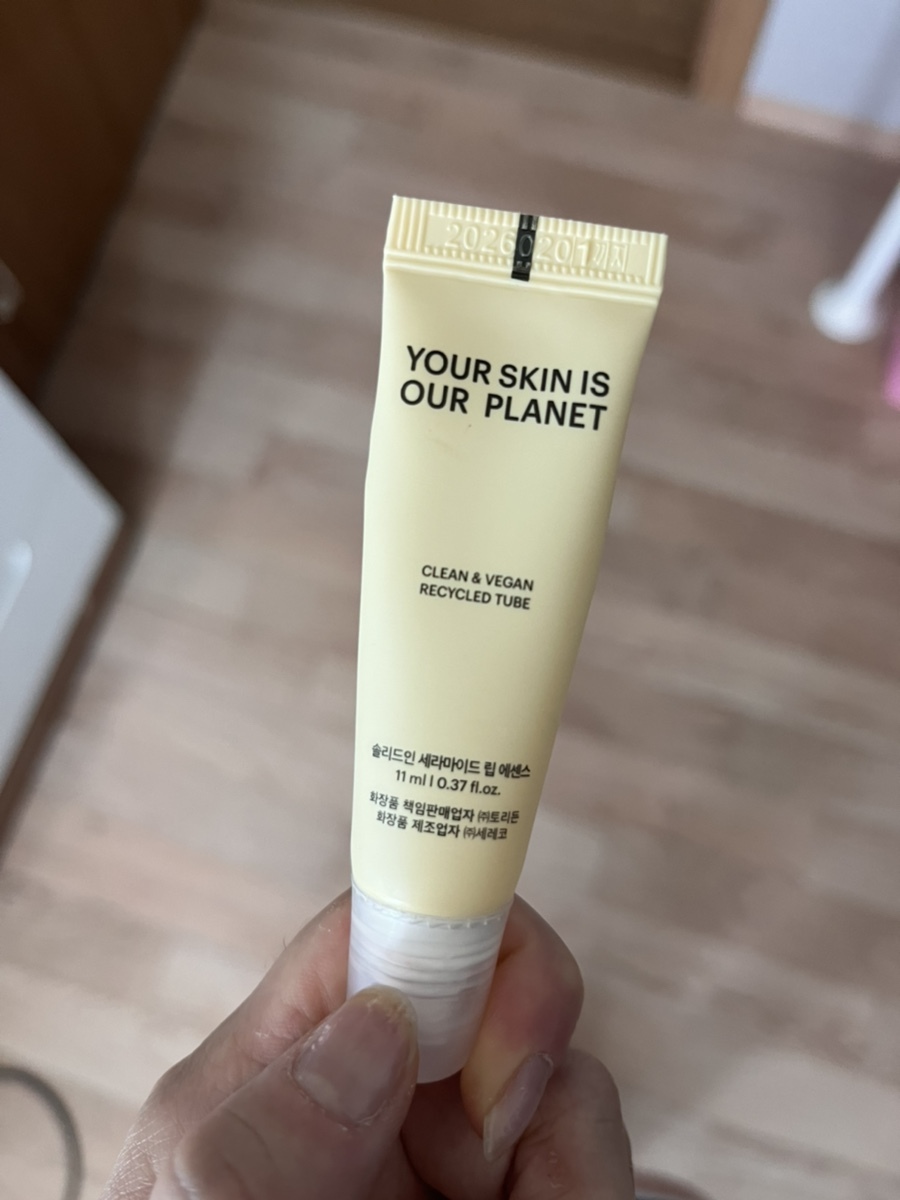 20260201까지
YOUR SKIN IS
OUR PLANET
CLEAN & VEGAN
RECYCLED TUBE
솔리드인 세라마이드 립 에센스
11 ml l 0.37 fl.oz.
화장품 책임판매업자 ㈜토리든
화장품 제조업자 ㈜세레코